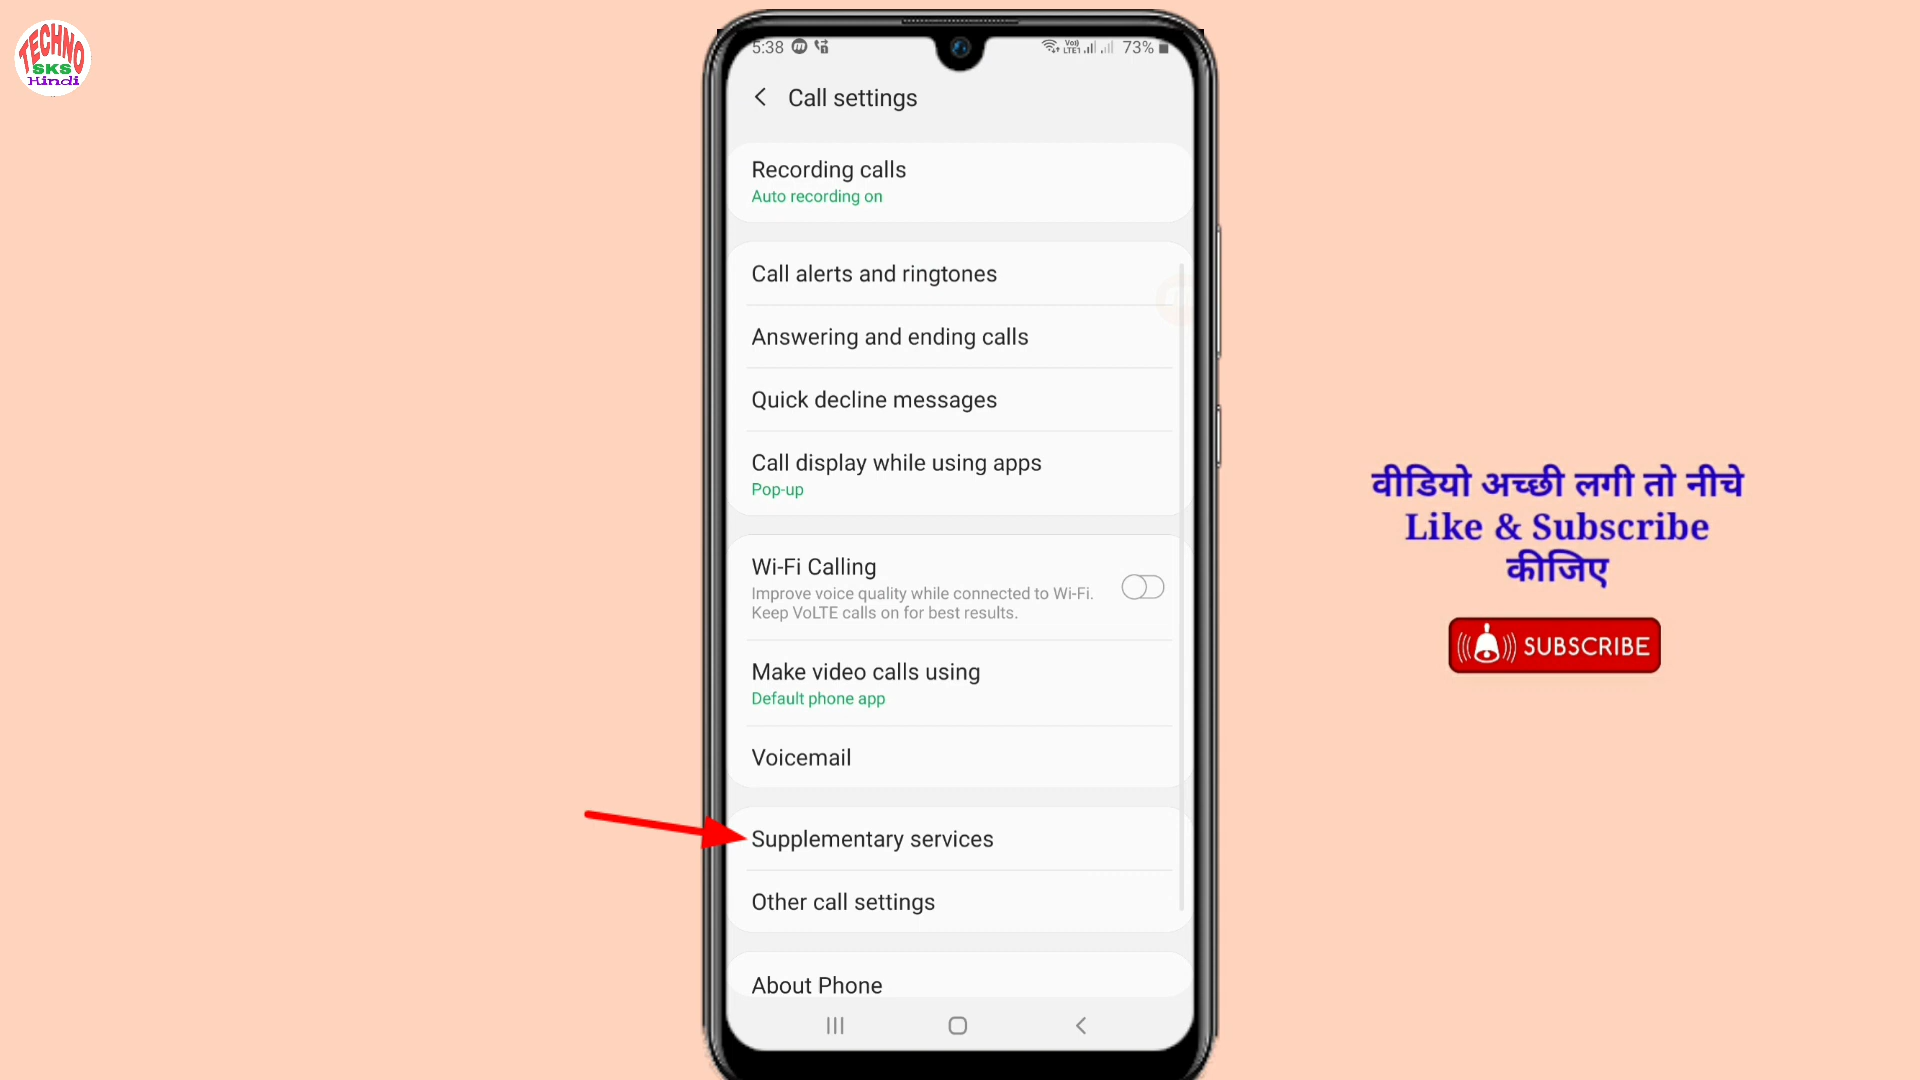 TECHNO
SKS
Hindi
5:38
73%
Call settings
Recording calls
Auto recording on
Call alerts and ringtones
Answering and ending calls
Quick decline messages
Call display while using apps
Pop-up
Wi-Fi Calling
Improve voice quality while connected to Wi-Fi.
Keep VoLTE calls on for best results.
Make video calls using
Default phone app
Voicemail
Supplementary services
Other call settings
About Phone
वीडियो अच्छी लगी तो नीचे
Like & Subscribe
कीजिए
SUBSCRIBE